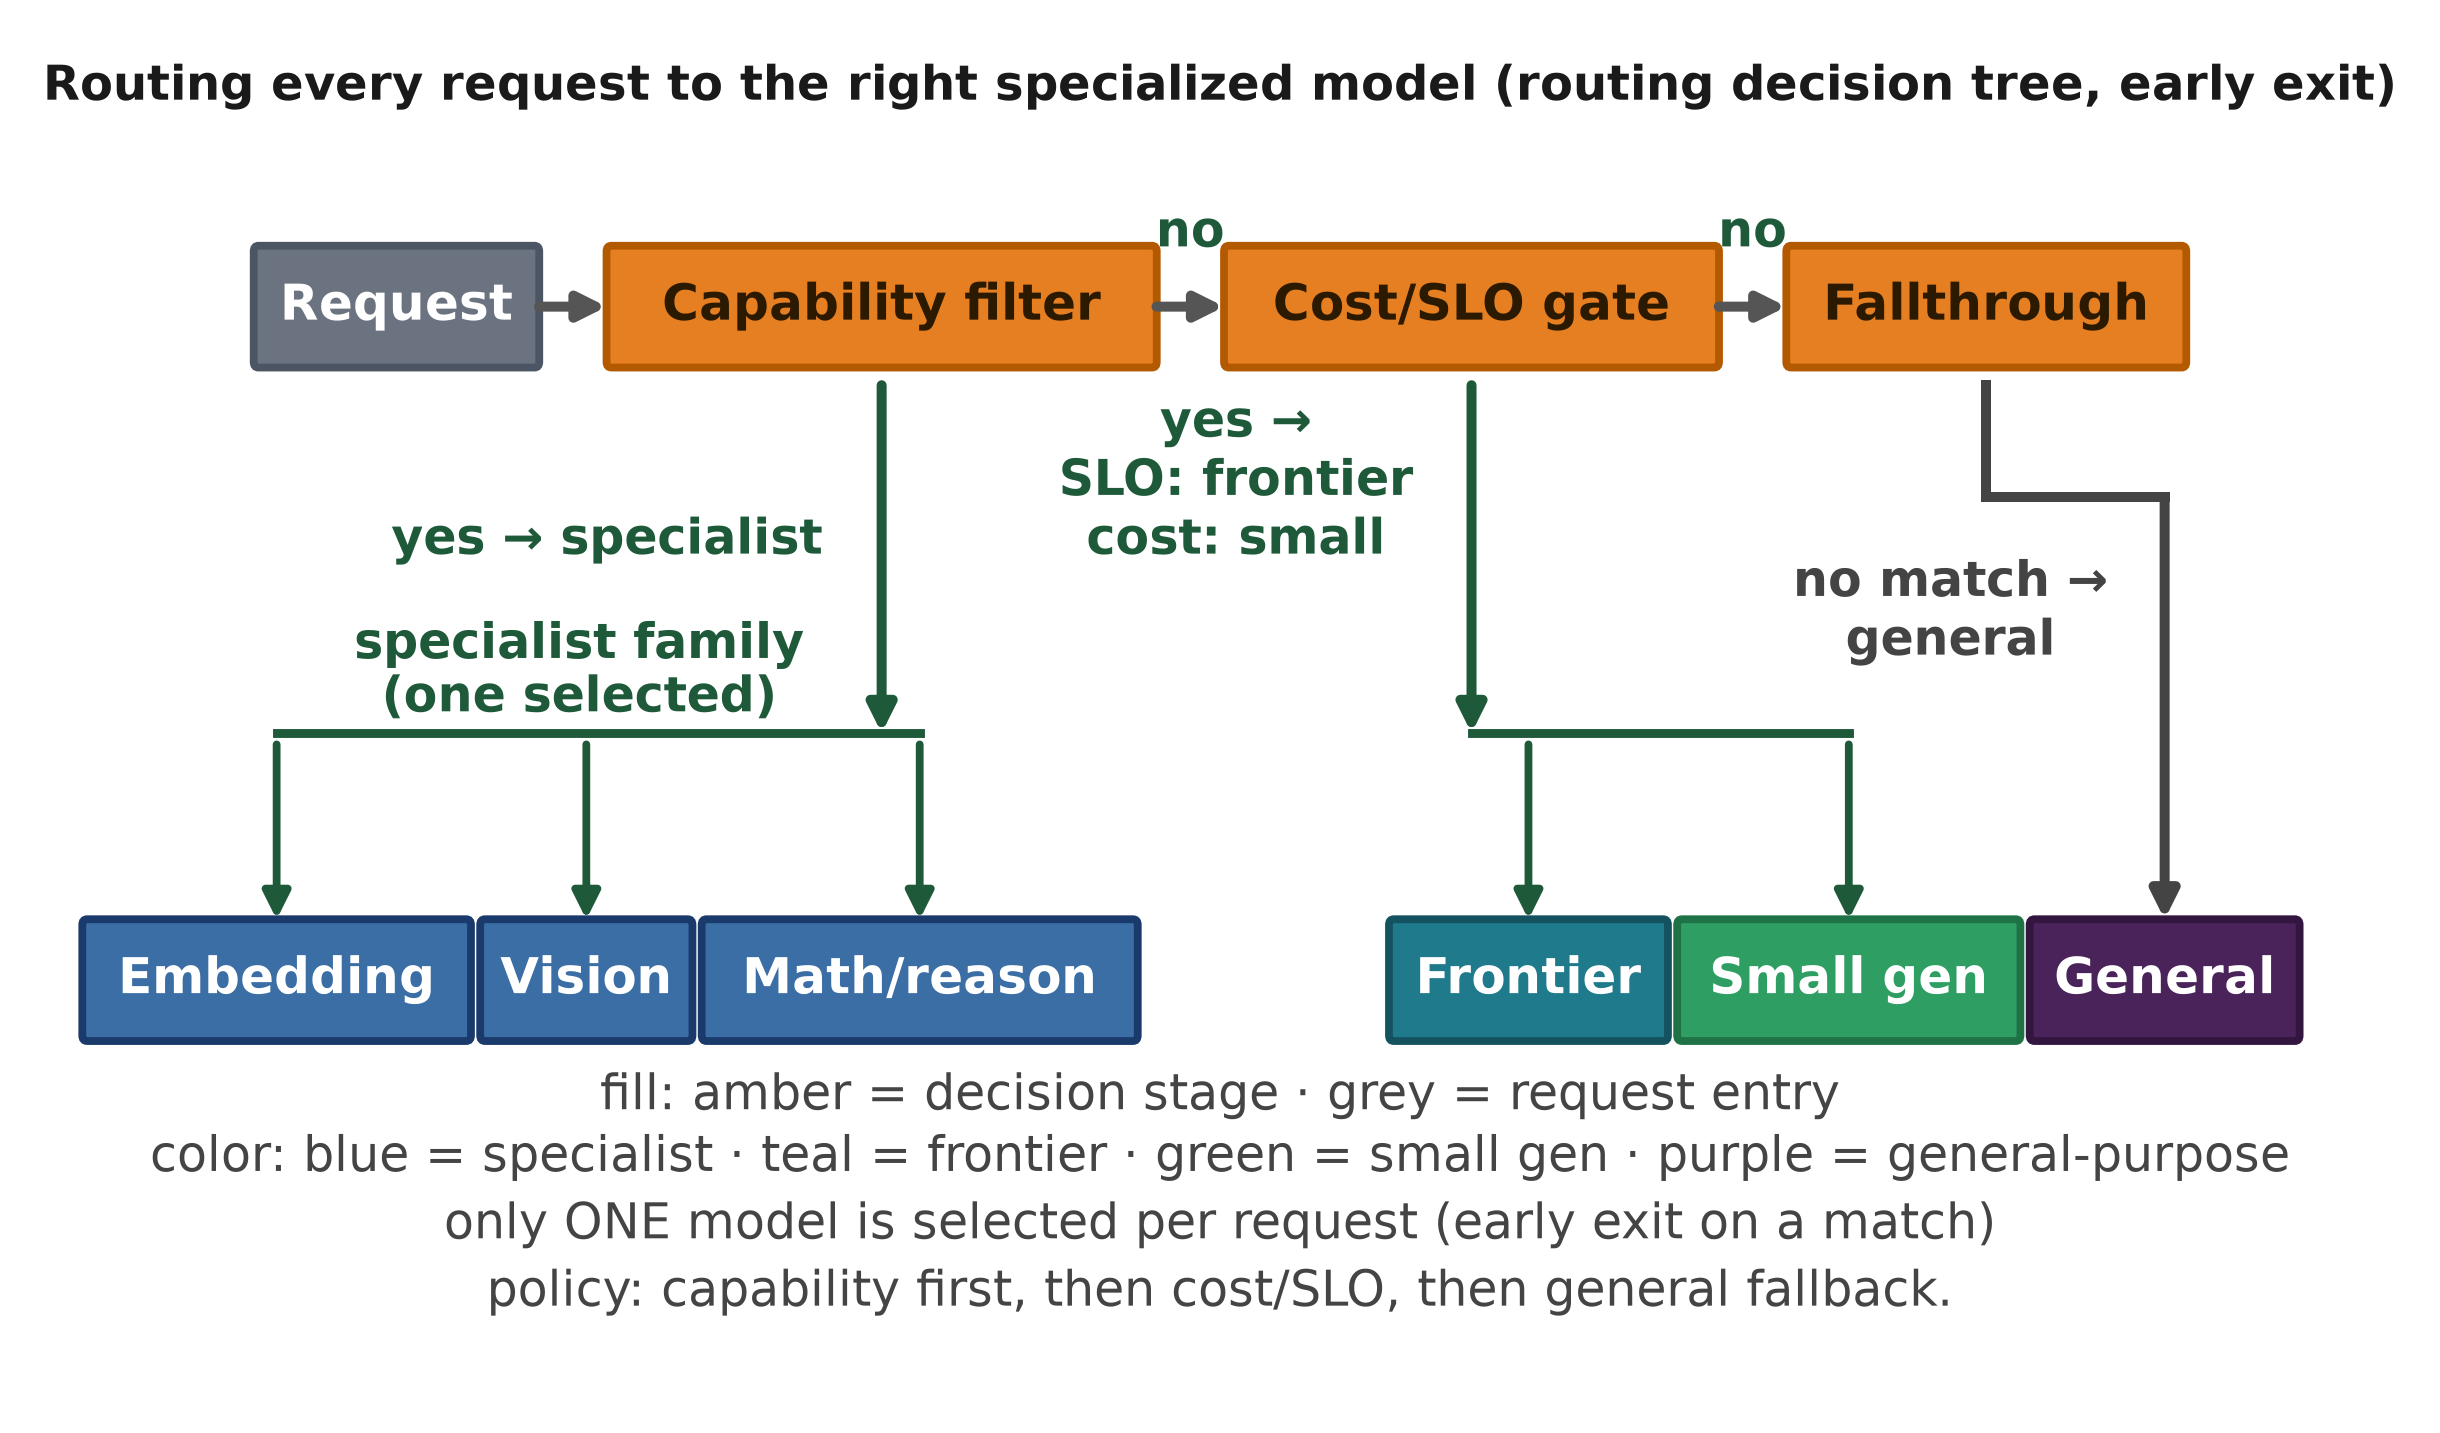 Routing every request to the right specialized model (routing decision tree, early exit)
no
no
Request
Capability filter
Cost/SLO gate
Fallthrough
yes →
SLO: frontier
cost: small
yes → specialist
no match →
general
specialist family
(one selected)
Embedding
Vision
Math/reason
Frontier
Small gen
General
fill: amber = decision stage · grey = request entry
color: blue = specialist · teal = frontier · green = small gen · purple = general-purpose
only ONE model is selected per request (early exit on a match)
policy: capability first, then cost/SLO, then general fallback.